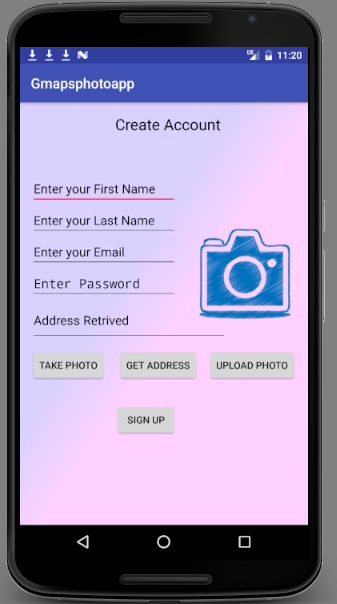 LTE 11:20
Gmapsphotoapp
Create Account
Enter your First Name
Enter your Last Name
Enter your Email
Enter Password
Address Retrived
TAKE PHOTO GET ADDRESS UPLOAD PHOTO
SIGN UP